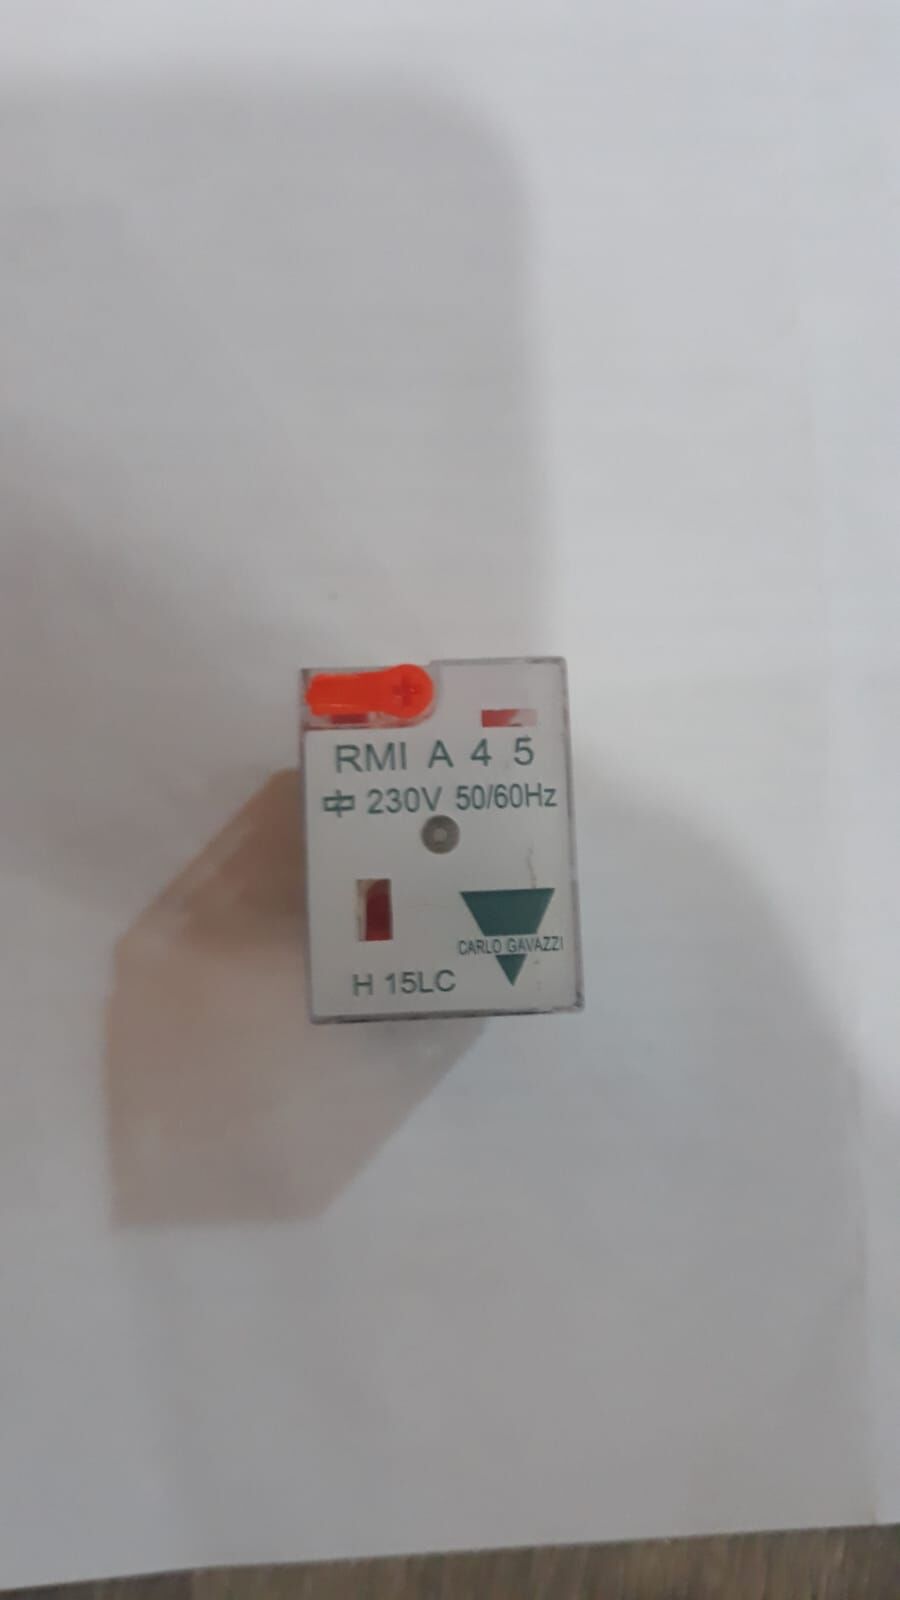 RMI A 4 5
230V 50/60Hz
CARLO GAVAZZI
H 15LC